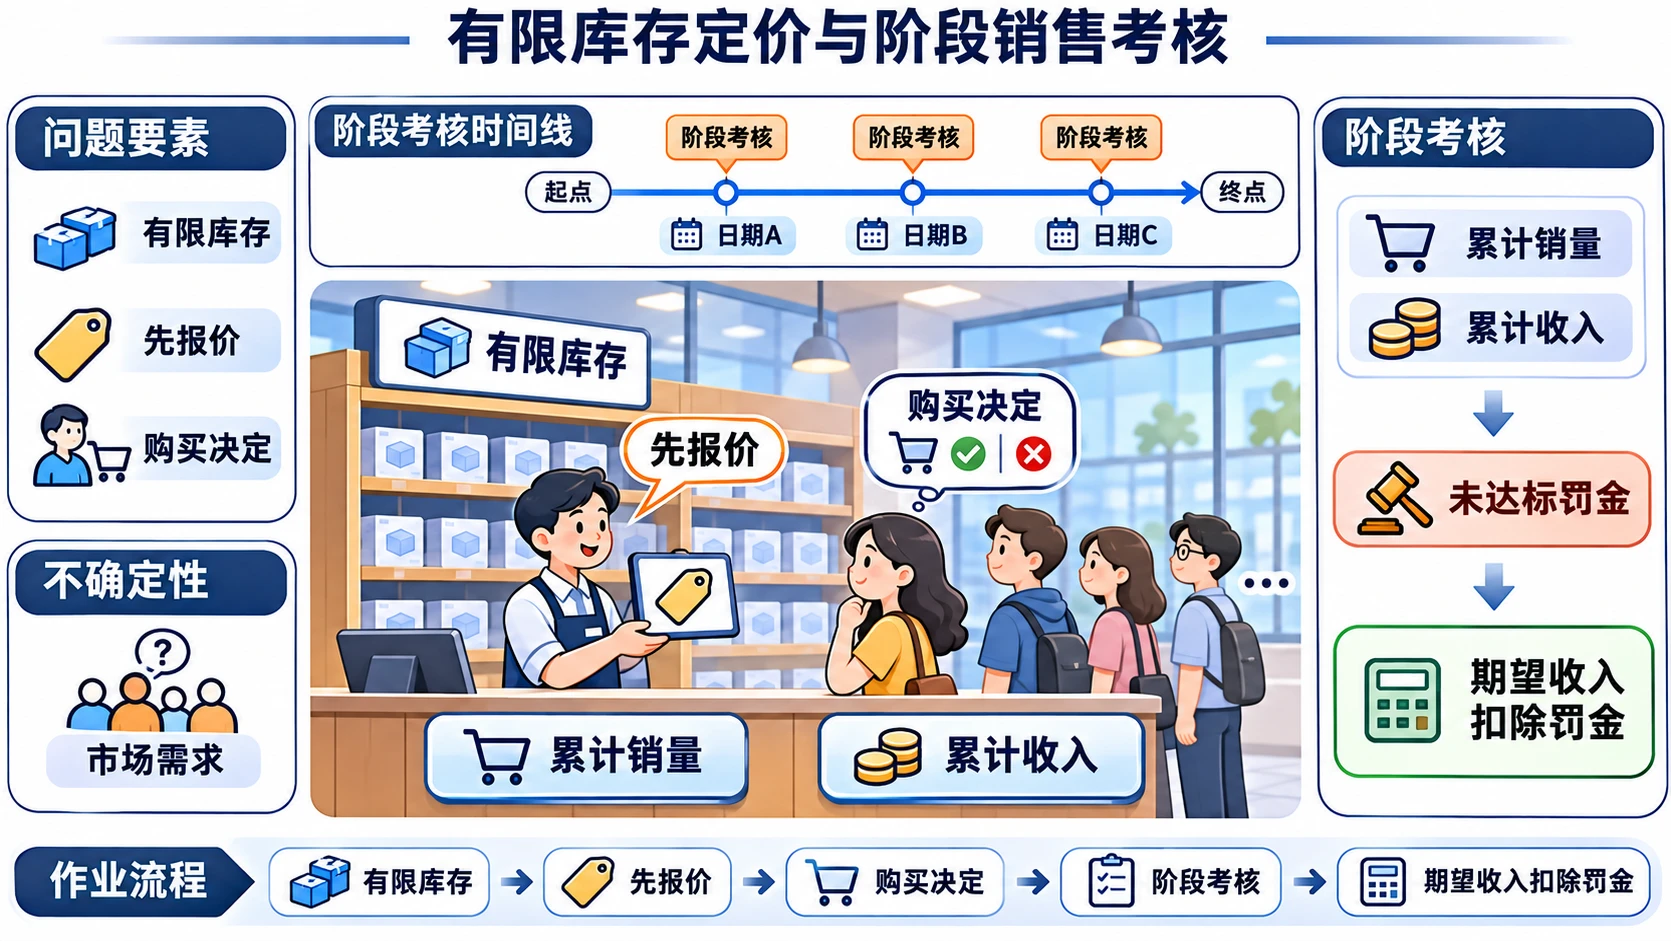 有限库存定价与阶段销售考核
问题要素
有限库存
先报价
购买决定
不确定性
?
市场需求
阶段考核时间线
阶段考核
阶段考核
阶段考核
起点
终点
日期A
日期B
日期C
有限库存
先报价
购买决定
累计销量
累计收入
阶段考核
累计销量
累计收入
未达标罚金
期望收入
扣除罚金
作业流程
有限库存
先报价
购买决定
阶段考核
期望收入扣除罚金